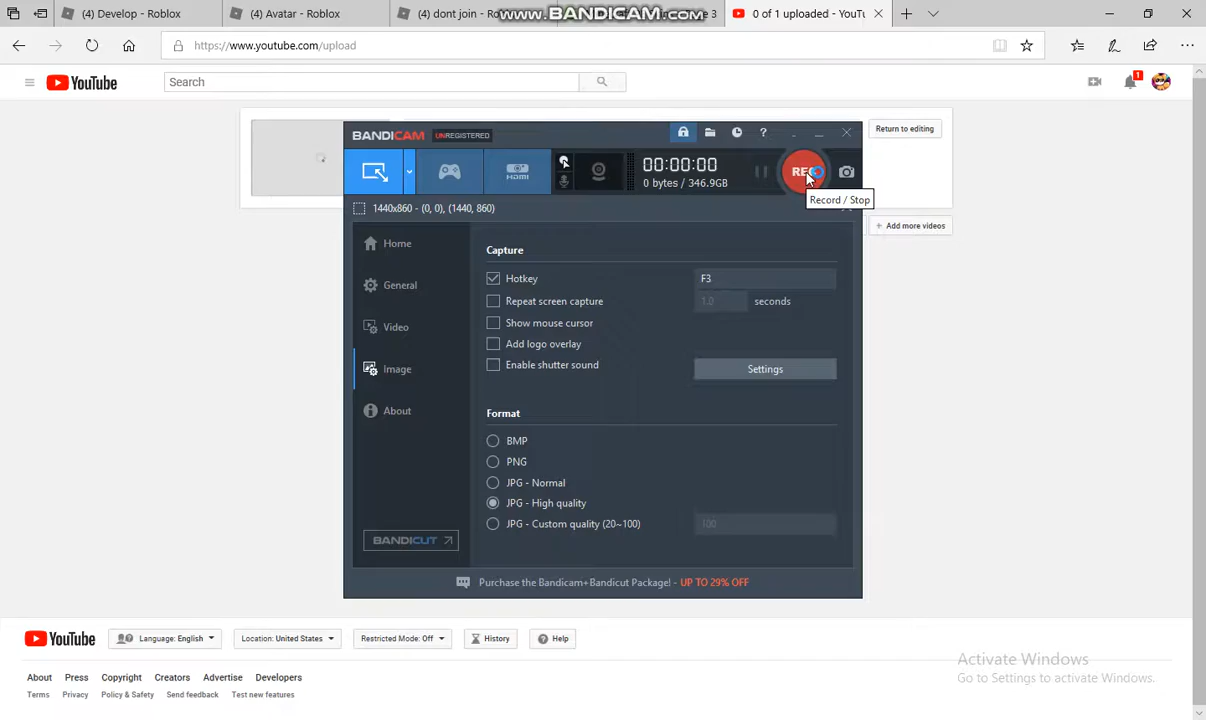 (4) Develop - Roblox
(4) Avatar - Roblox
(4) dont join - Ro
www.BANDICAM.com
3
0 of 1 uploaded - YouTu
https://www.youtube.com/upload
YouTube
Search
1
Return to editing
BANDICAM UNREGISTERED
HDMI
00:00:00
0 bytes / 346.9GB
REC
Record / Stop
1440x860 - (0, 0), (1440, 860)
+ Add more videos
Home
General
Video
Image
About
BANDICUT
Capture
Hotkey
F3
Repeat screen capture
1.0
seconds
Show mouse cursor
Add logo overlay
Enable shutter sound
Settings
Format
BMP
PNG
JPG - Normal
JPG - High quality
JPG - Custom quality (20~100)
100
Purchase the Bandicam+Bandicut Package! - UP TO 29% OFF
YouTube
Language: English
Location: United States
Restricted Mode: Off
History
Help
About Press Copyright Creators Advertise Developers
Terms Privacy Policy & Safety Send feedback Test new features
Activate Windows
Go to Settings to activate Windows.